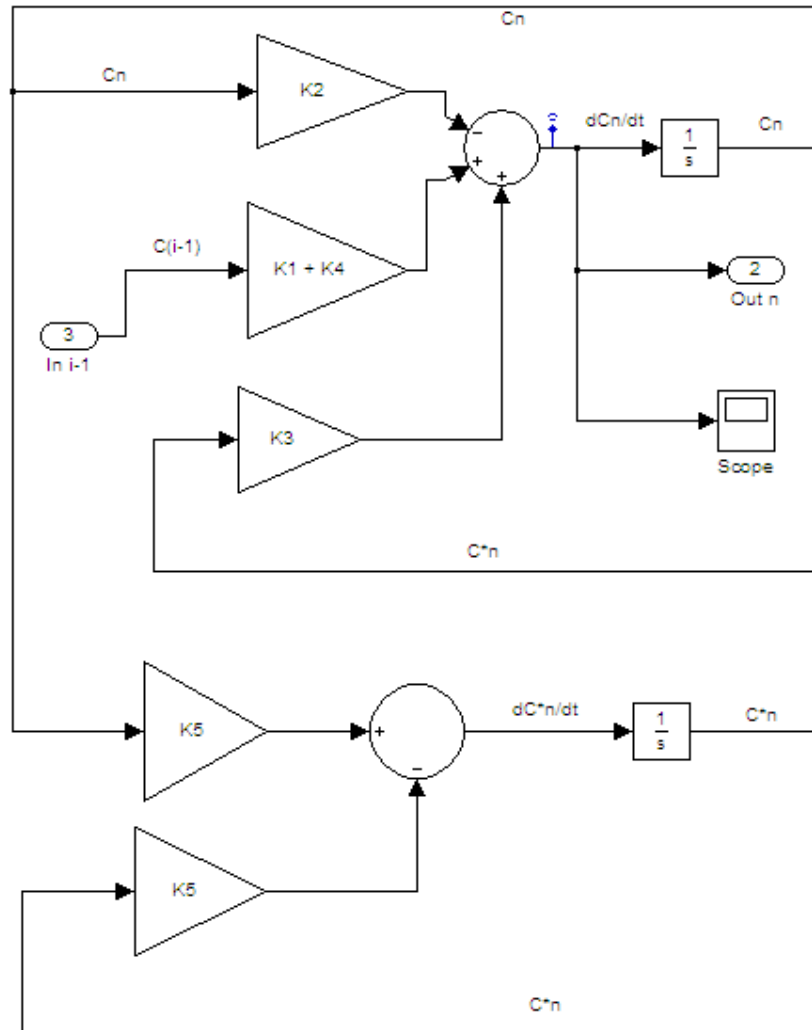 Cn
Cn
K2
−
+
+
dCn/dt
1
s
Cn
C(i-1)
K1 + K4
2
Out n
3
In i-1
K3
Scope
C*n
K5
+
−
dC*n/dt
1
s
C*n
K5
C*n